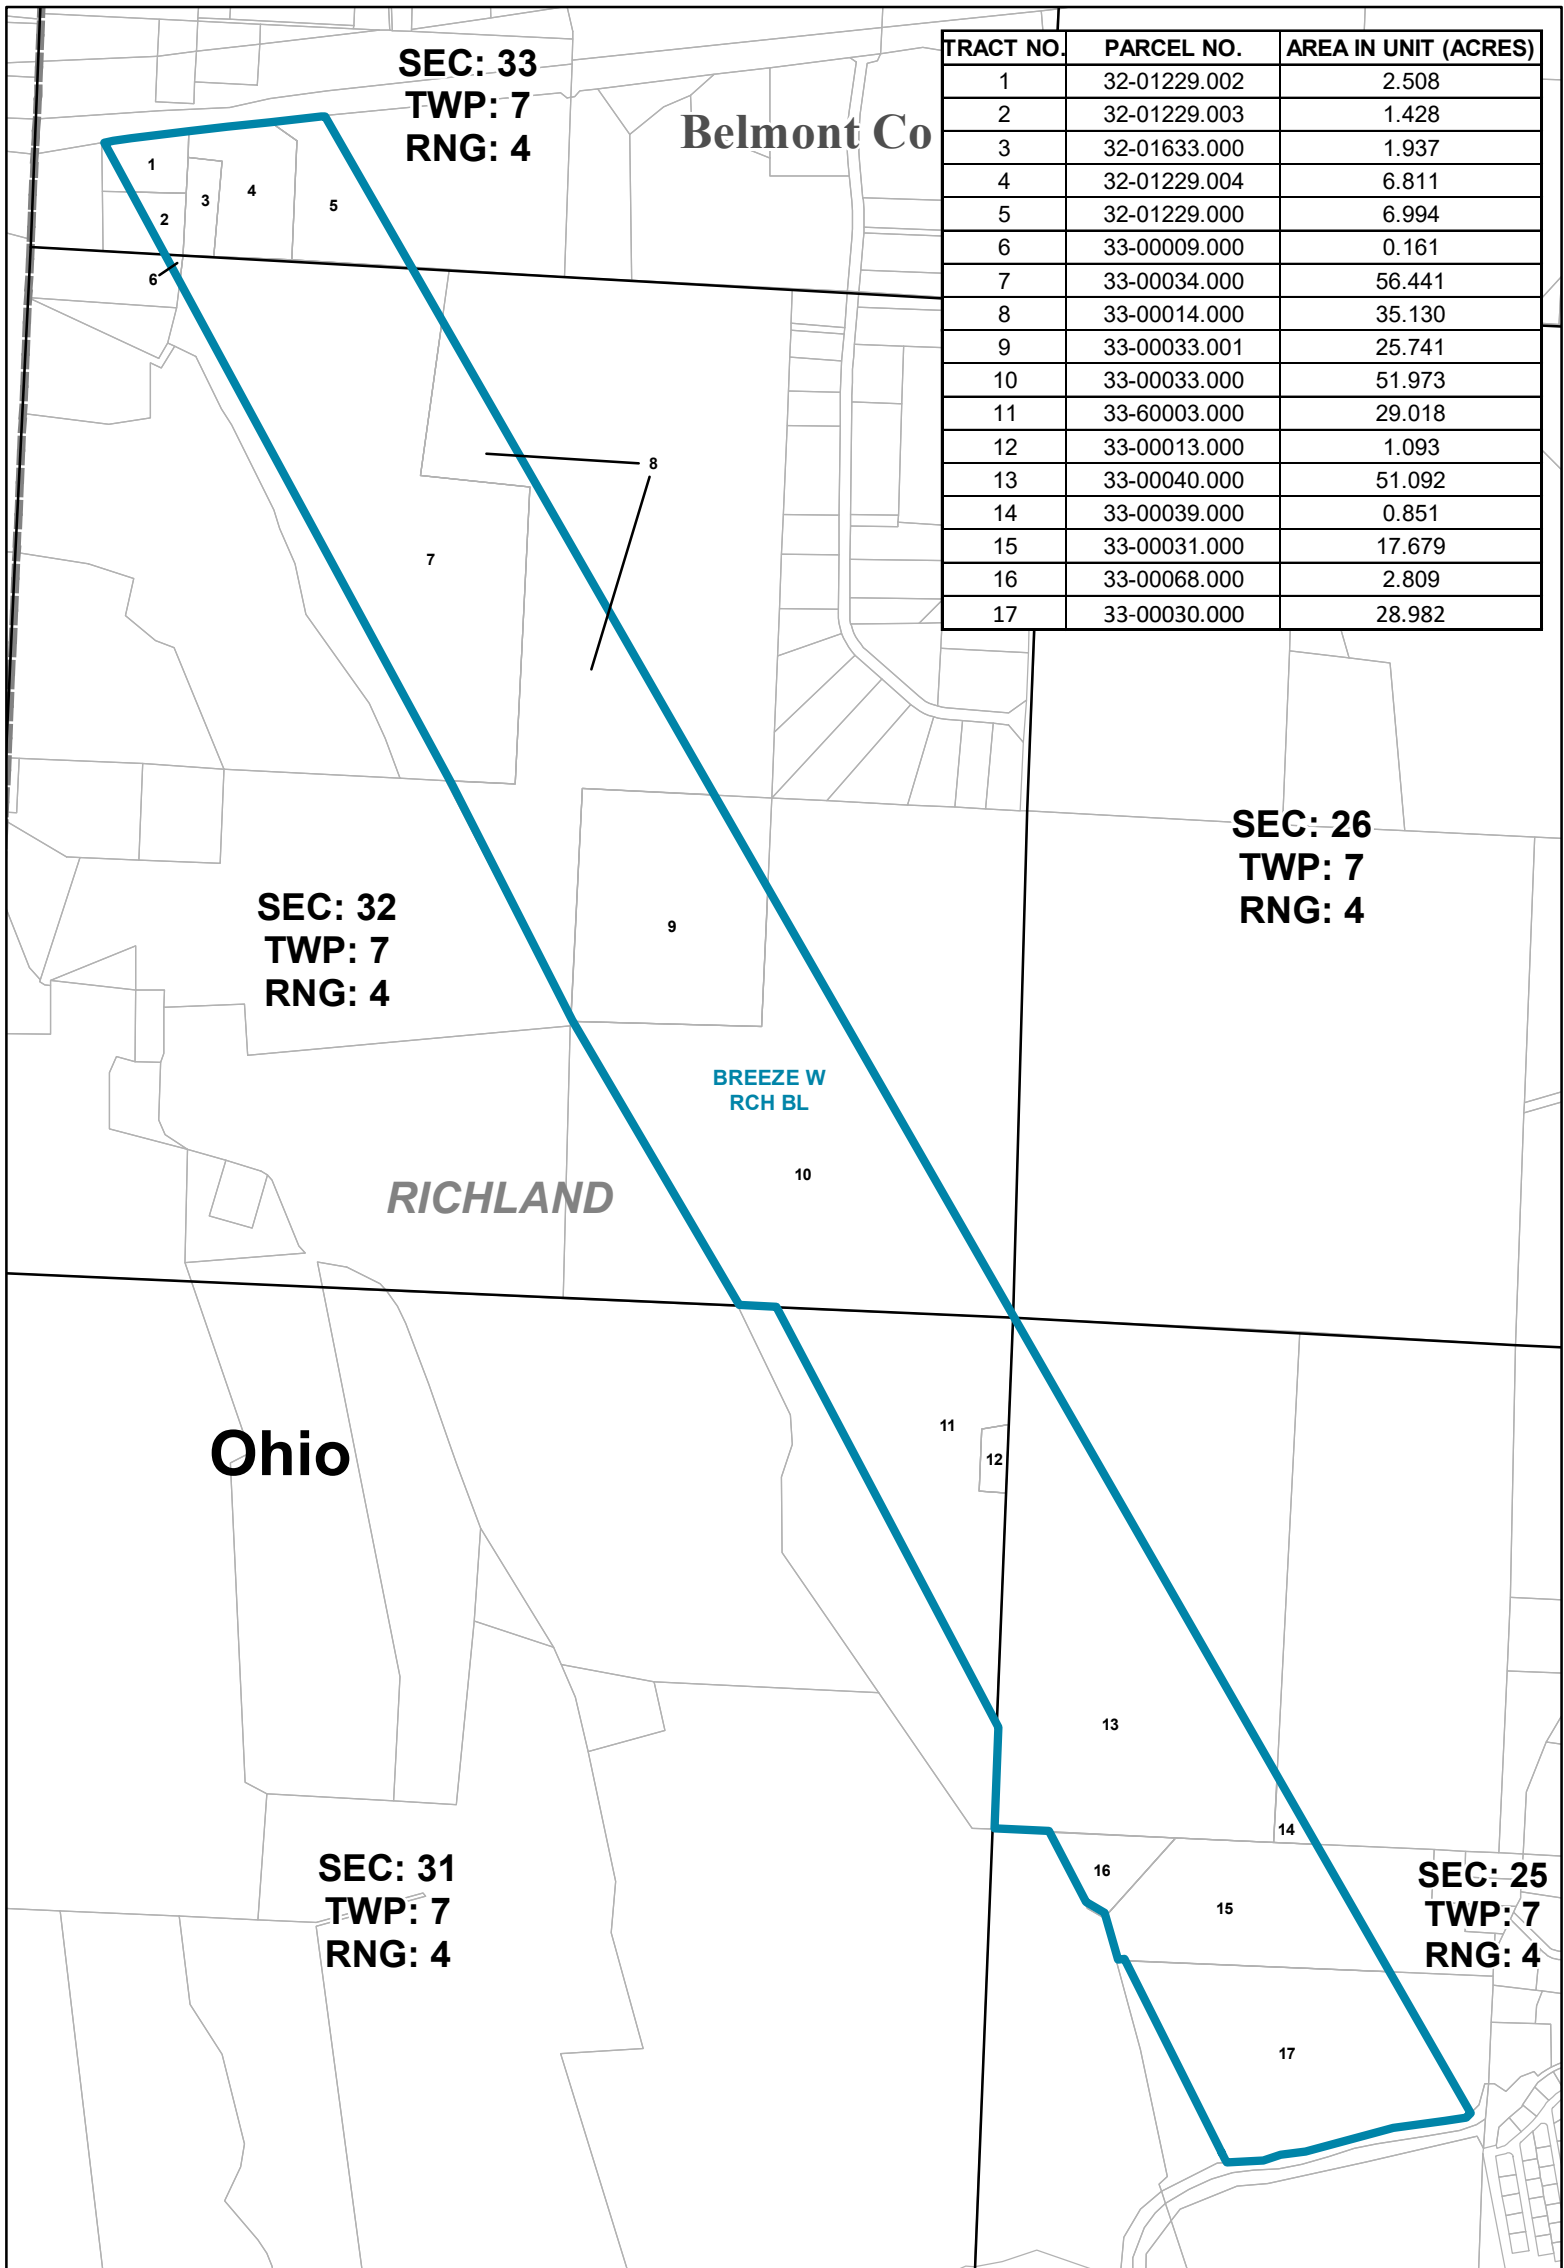 SEC: 33
TWP: 7
RNG: 4
Belmont Co
TRACT NO. PARCEL NO. AREA IN UNIT (ACRES)
1 32-01229.002 2.508
2 32-01229.003 1.428
3 32-01633.000 1.937
4 32-01229.004 6.811
5 32-01229.000 6.994
6 33-00009.000 0.161
7 33-00034.000 56.441
8 33-00014.000 35.130
9 33-00033.001 25.741
10 33-00033.000 51.973
11 33-60003.000 29.018
12 33-00013.000 1.093
13 33-00040.000 51.092
14 33-00039.000 0.851
15 33-00031.000 17.679
16 33-00068.000 2.809
17 33-00030.000 28.982
1
2
3
4
5
6
8
7
SEC: 26
TWP: 7
RNG: 4
SEC: 32
TWP: 7
RNG: 4
9
BREEZE W
RCH BL
10
RICHLAND
Ohio
11
12
13
14
SEC: 31
TWP: 7
RNG: 4
16
15
SEC: 25
TWP: 7
RNG: 4
17